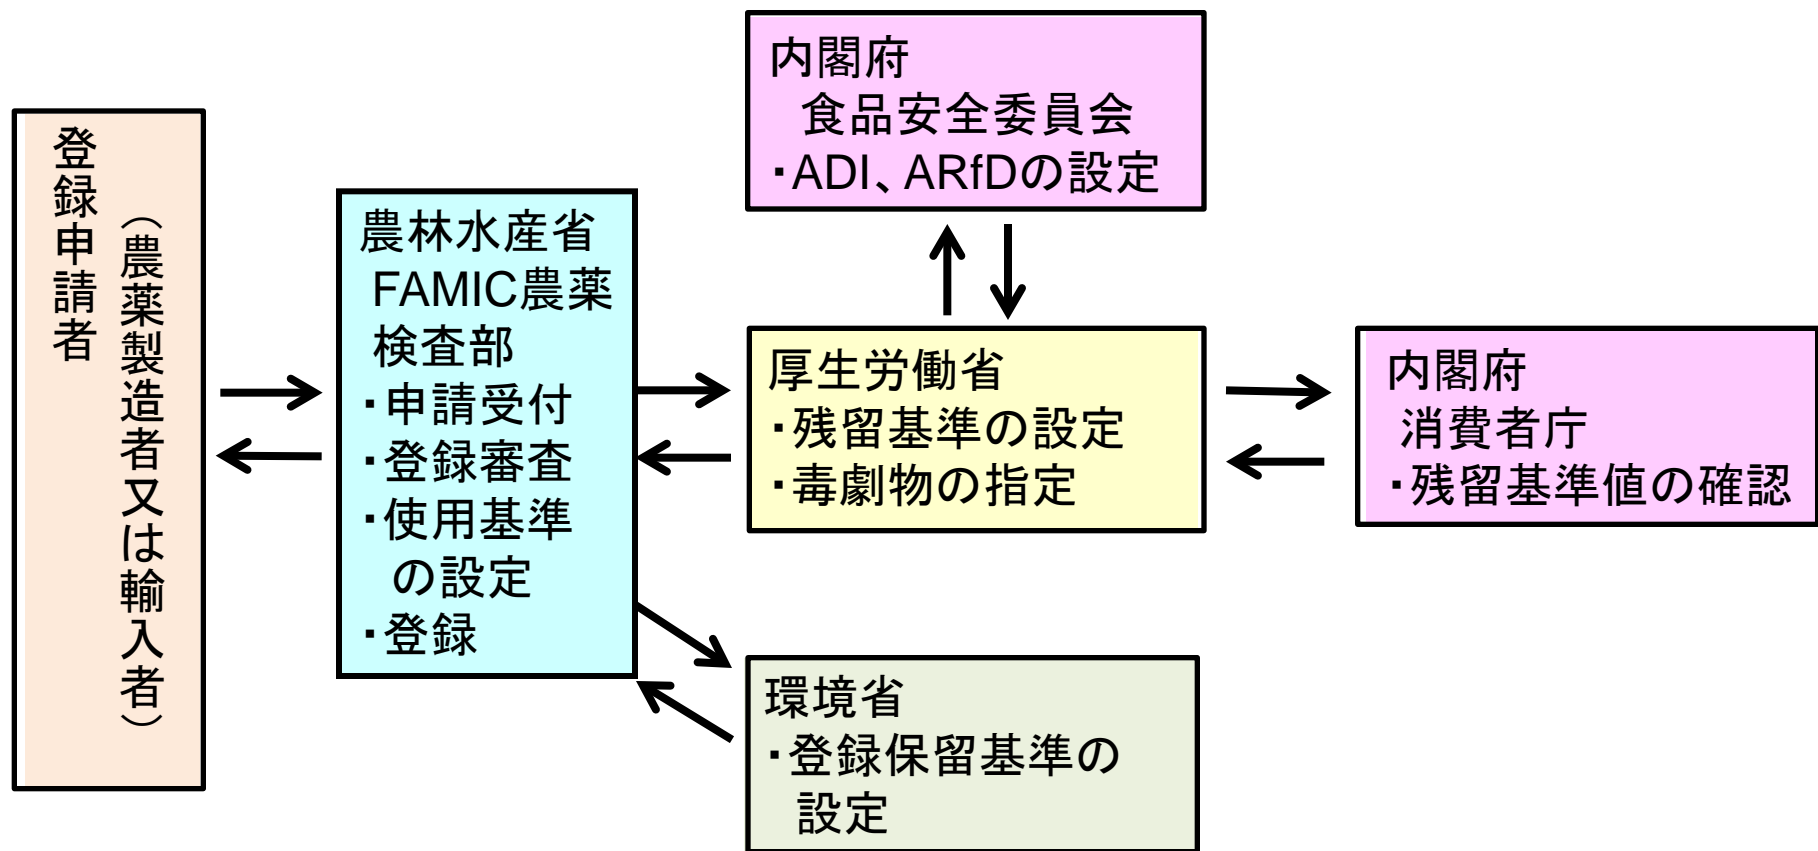 登録申請者
（農薬製造者又は輸入者）
農林水産省
FAMIC農薬
検査部
・申請受付
・登録審査
・使用基準
の設定
・登録
内閣府
食品安全委員会
・ADI、ARfDの設定
厚生労働省
・残留基準の設定
・毒劇物の指定
内閣府
消費者庁
・残留基準値の確認
環境省
・登録保留基準の
設定